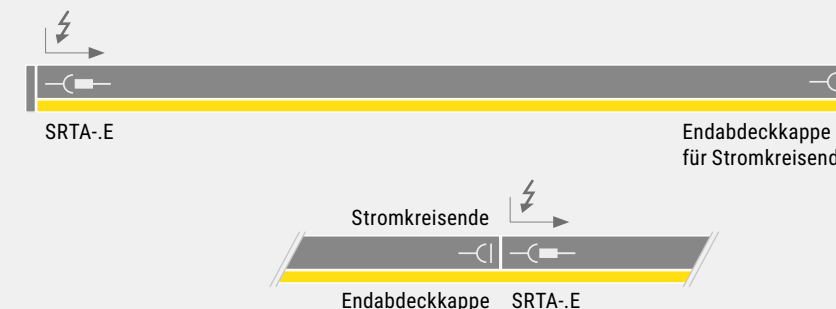 SRTA-.E
Endabdeckkappe
für Stromkreisend
Stromkreisende
Endabdeckkappe SRTA-.E